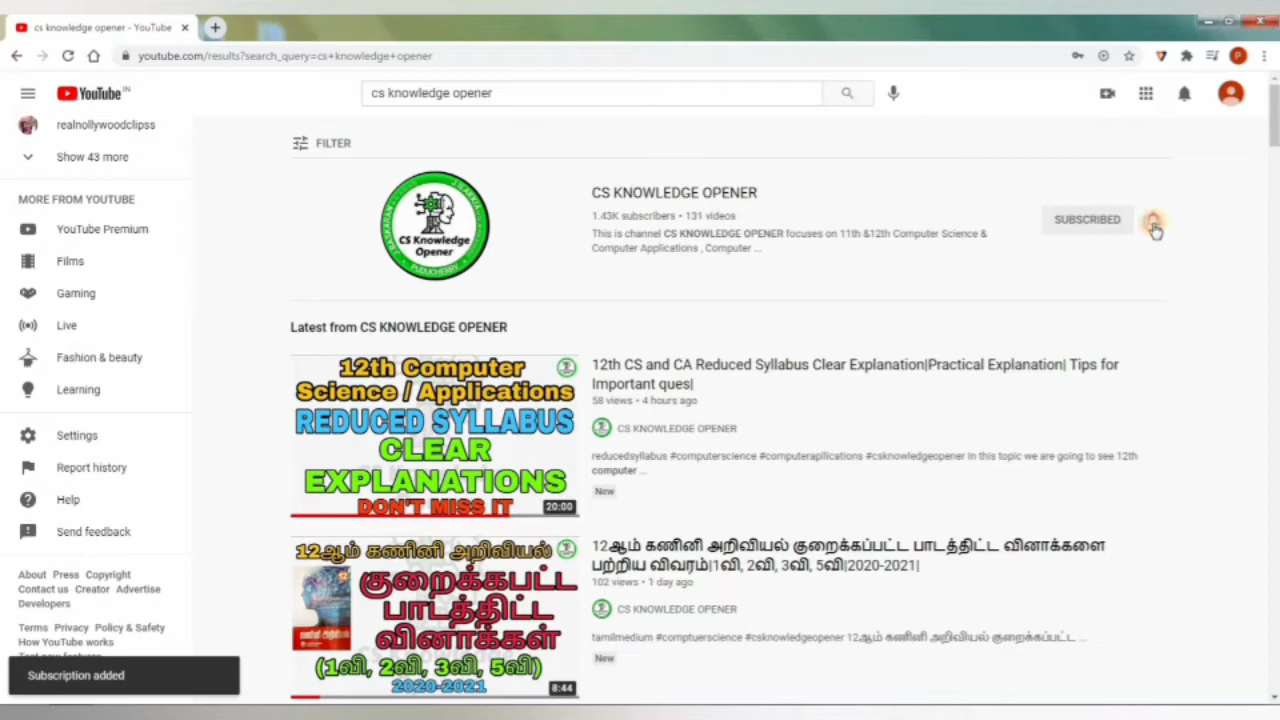 cs knowledge opener - YouTube
youtube.com/results?search_query=cs+knowledge+opener
YouTube IN
cs knowledge opener
realnollywoodclipss
Show 43 more
MORE FROM YOUTUBE
YouTube Premium
Films
Gaming
Live
Fashion & beauty
Learning
Settings
Report history
Help
Send feedback
About Press Copyright
Contact us Creator Advertise
Developers
Terms Privacy Policy & Safety
How YouTube works
Test new features
Subscription added
FILTER
J.BASKARAN
J.ILAKKIA
CS Knowledge
Opener
PUDUCHERRY
CS KNOWLEDGE OPENER
1.43K subscribers • 131 videos
This is channel CS KNOWLEDGE OPENER focuses on 11th &12th Computer Science &
Computer Applications , Computer ...
SUBSCRIBED
Latest from CS KNOWLEDGE OPENER
12th Computer
Science / Applications
REDUCED SYLLABUS
CLEAR
EXPLANATIONS
DON'T MISS IT
20:00
12th CS and CA Reduced Syllabus Clear Explanation|Practical Explanation| Tips for
Important ques|
58 views • 4 hours ago
CS KNOWLEDGE OPENER
reducedsyllabus #computerscience #computerapllications #csknowledgeopener In this topic we are going to see 12th
computer ...
New
12ஆம் கணினி அறிவியல்
குறைக்கபட்ட
பாடத்திட்ட
வினாக்கள்
(1வி, 2வி, 3வி, 5வி)
2020-2021
8:44
12ஆம் கணினி அறிவியல் குறைக்கப்பட்ட பாடத்திட்ட வினாக்களை
பற்றிய விவரம்|1வி, 2வி, 3வி, 5வி|2020-2021|
102 views • 1 day ago
CS KNOWLEDGE OPENER
tamilmedium #comptuerscience #csknowledgeopener 12ஆம் கணினி அறிவியல் குறைக்கப்பட்ட ...
New
P